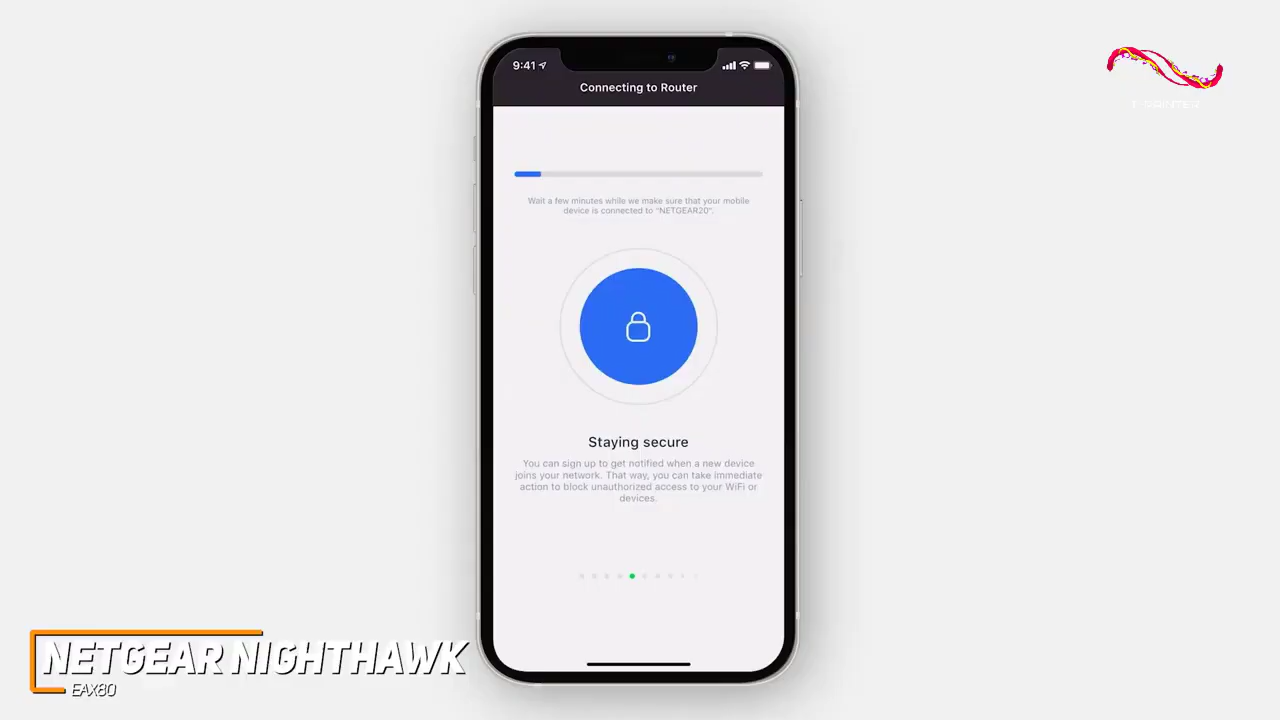 9:41
Connecting to Router
Wait a few minutes while we make sure that your mobile
device is connected to "NETGEAR20".
Staying secure
You can sign up to get notified when a new device
joins your network. That way, you can take immediate
action to block unauthorized access to your WiFi or
devices.
NETGEAR NIGHTHAWK
EAX80